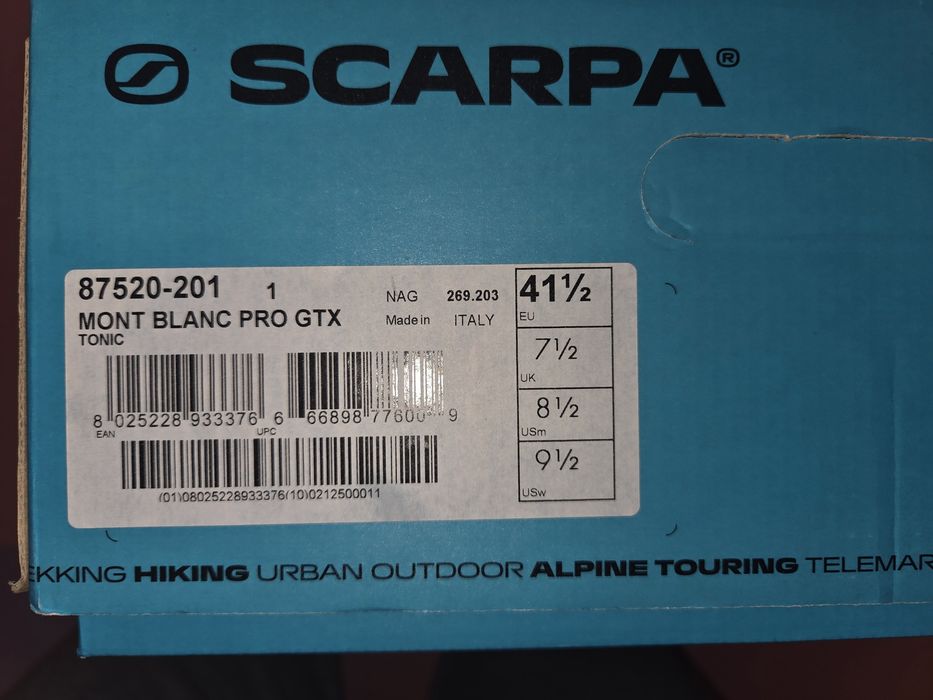 SCARPA®
87520-201 1
MONT BLANC PRO GTX
TONIC
NAG 269.203
Made in ITALY
41½
EU
7½
UK
8½
USm
9½
USw
8 025228 933376 6 66898 77600 9
EAN UPC
(01)08025228933376(10)0212500011
EKKING HIKING URBAN OUTDOOR ALPINE TOURING TELEMAR